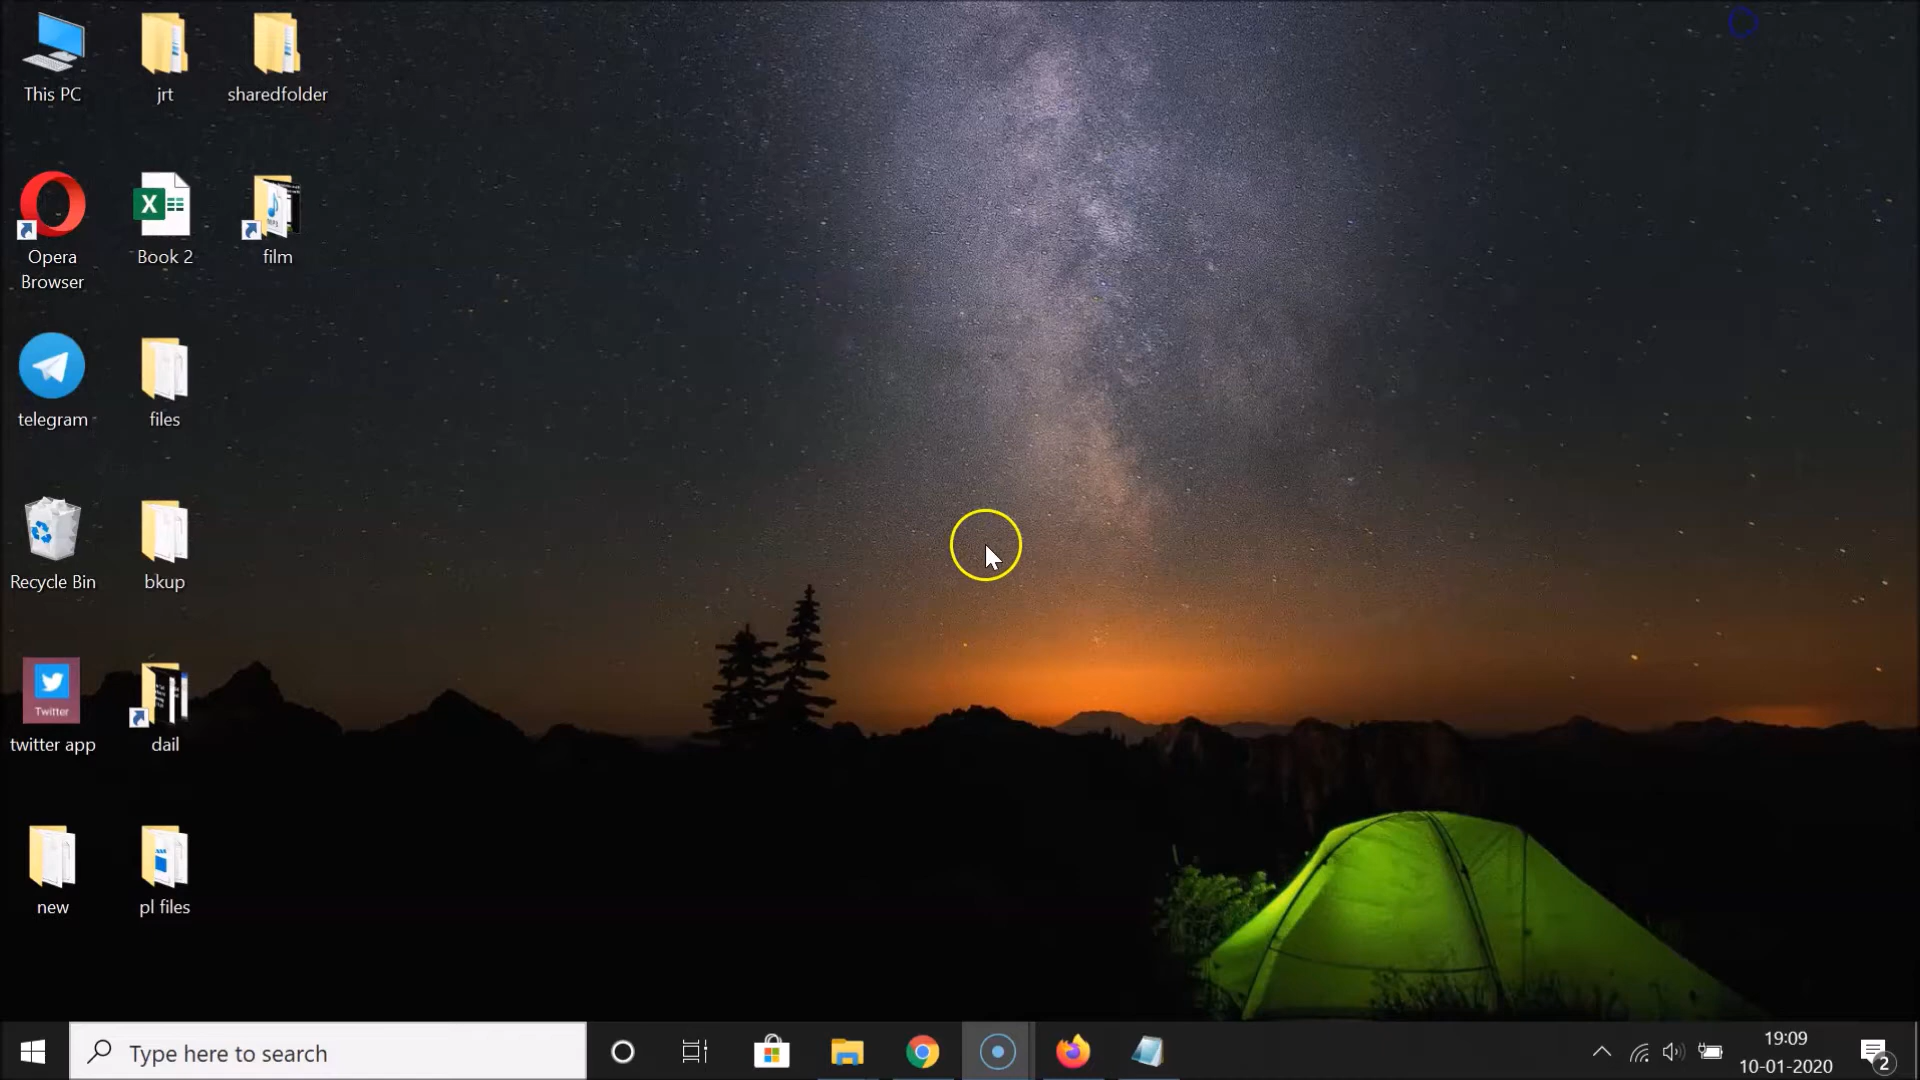 This PC
jrt
sharedfolder
Opera
Browser
X
Book 2
film
telegram
files
Recycle Bin
bkup
Twitter
twitter app
dail
new
pl files
Type here to search
19:09
10-01-2020
2